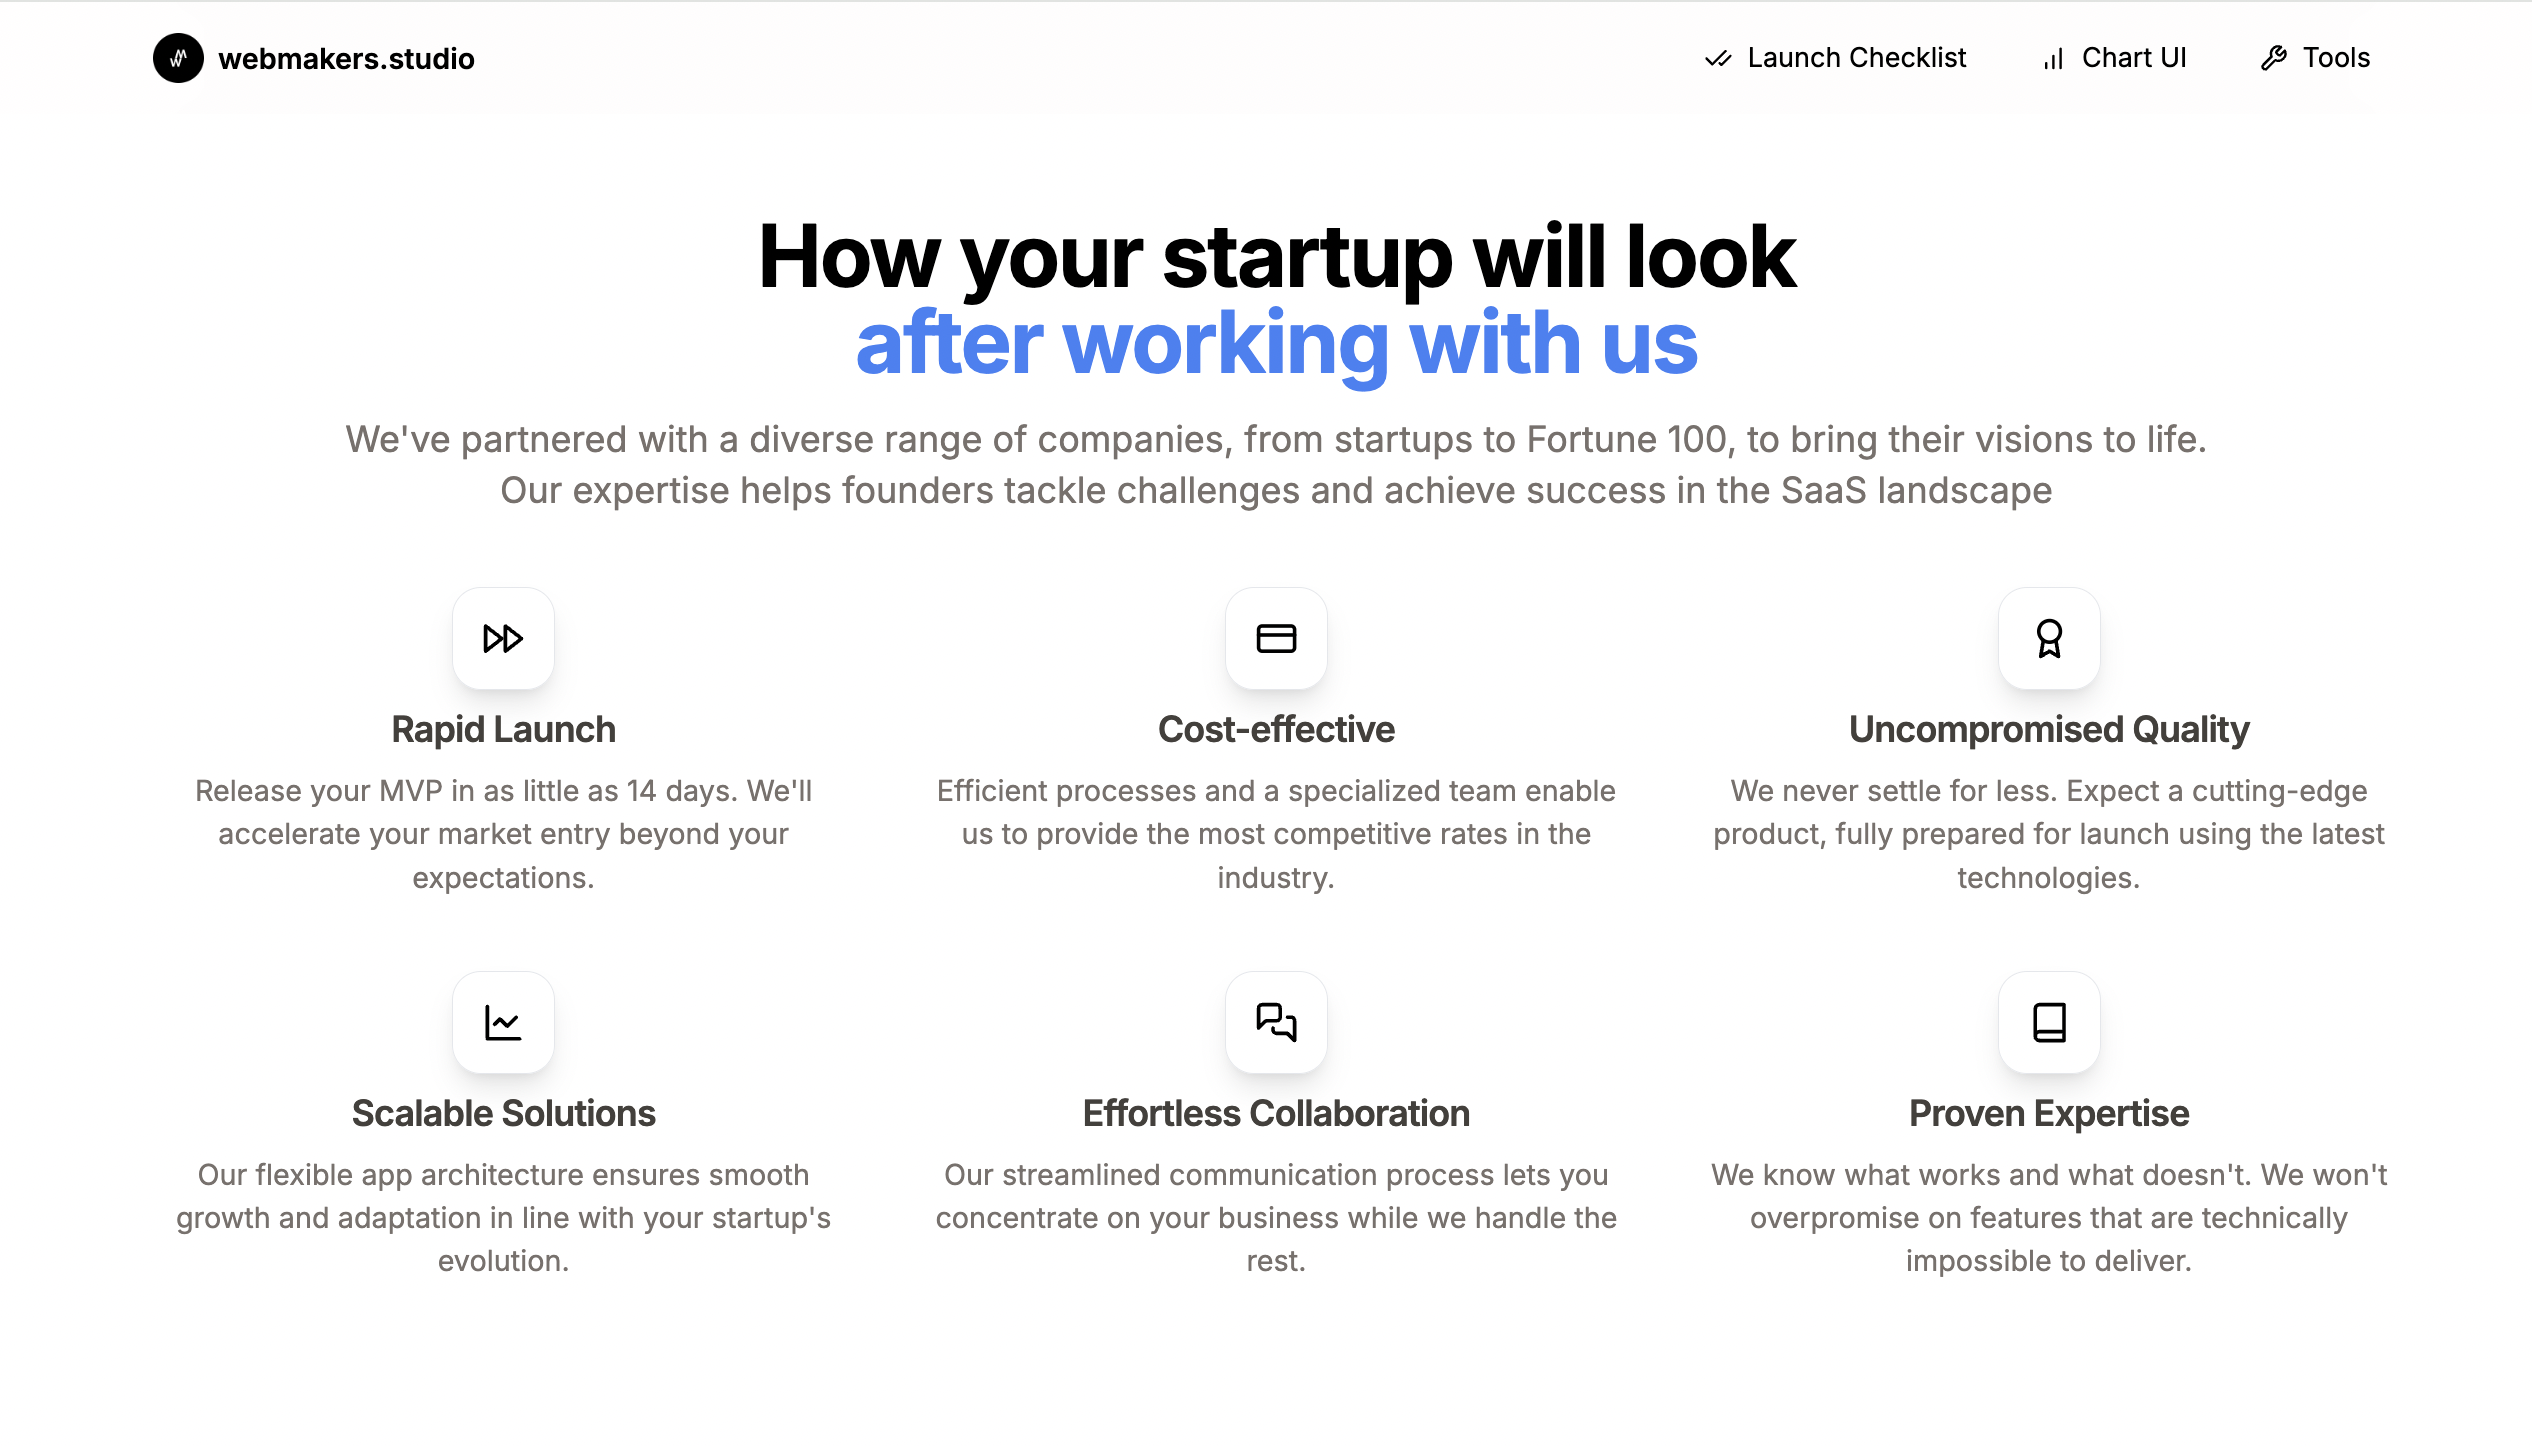 webmakers.studio
Launch Checklist
Chart UI
Tools
How your startup will look
after working with us
We've partnered with a diverse range of companies, from startups to Fortune 100, to bring their visions to life.
Our expertise helps founders tackle challenges and achieve success in the SaaS landscape
Rapid Launch
Release your MVP in as little as 14 days. We'll
accelerate your market entry beyond your
expectations.
Cost-effective
Efficient processes and a specialized team enable
us to provide the most competitive rates in the
industry.
Uncompromised Quality
We never settle for less. Expect a cutting-edge
product, fully prepared for launch using the latest
technologies.
Scalable Solutions
Our flexible app architecture ensures smooth
growth and adaptation in line with your startup's
evolution.
Effortless Collaboration
Our streamlined communication process lets you
concentrate on your business while we handle the
rest.
Proven Expertise
We know what works and what doesn't. We won't
overpromise on features that are technically
impossible to deliver.